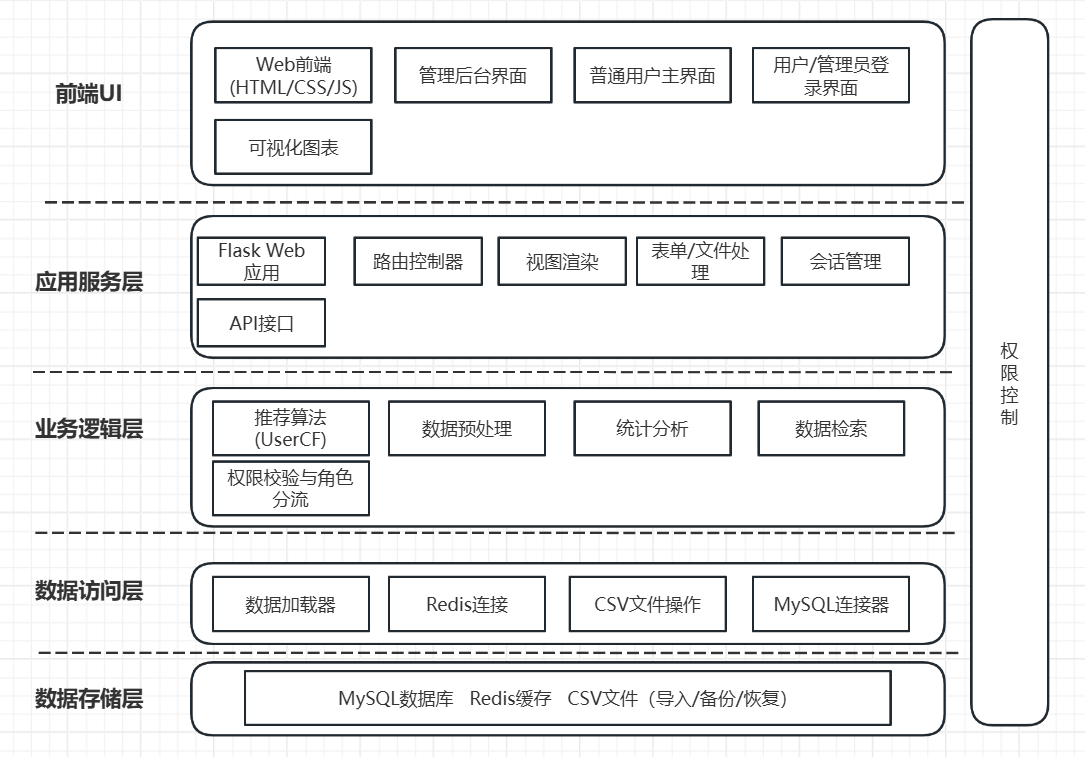 前端UI
Web前端
(HTML/CSS/JS)
管理后台界面
普通用户主界面
用户/管理员登
录界面
可视化图表
应用服务层
Flask Web
应用
路由控制器
视图渲染
表单/文件处
理
会话管理
API接口
业务逻辑层
推荐算法
(UserCF)
数据预处理
统计分析
数据检索
权限校验与角色
分流
数据访问层
数据加载器
Redis连接
CSV文件操作
MySQL连接器
数据存储层
MySQL数据库 Redis缓存 CSV文件（导入/备份/恢复）
权
限
控
制